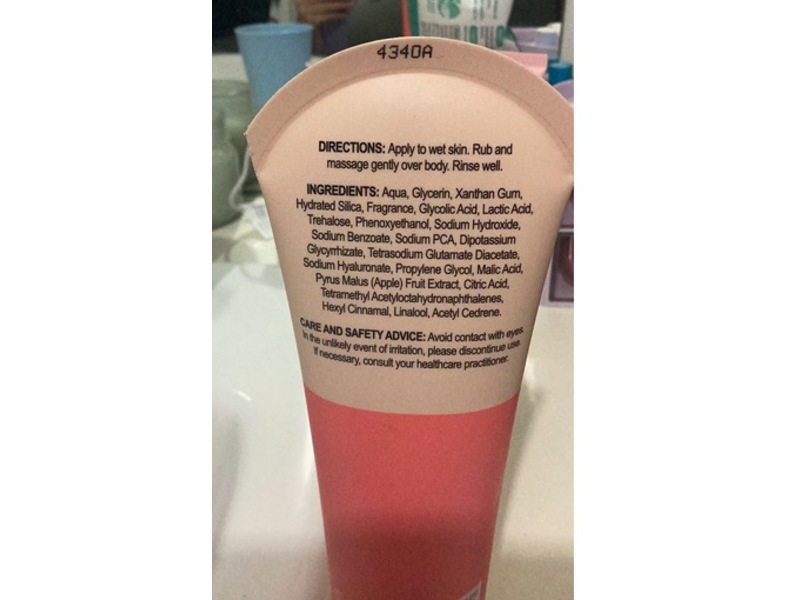 4340A
DIRECTIONS: Apply to wet skin. Rub and
massage gently over body. Rinse well.
INGREDIENTS: Aqua, Glycerin, Xanthan Gum,
Hydrated Silica, Fragrance, Glycolic Acid, Lactic Acid,
Trehalose, Phenoxyethanol, Sodium Hydroxide,
Sodium Benzoate, Sodium PCA, Dipotassium
Glycyrrhizate, Tetrasodium Glutamate Diacetate,
Sodium Hyaluronate, Propylene Glycol, Malic Acid,
Pyrus Malus (Apple) Fruit Extract, Citric Acid,
Tetramethyl Acetyloctahydronaphthalenes,
Hexyl Cinnamal, Linalool, Acetyl Cedrene.
CARE AND SAFETY ADVICE: Avoid contact with eyes.
In the unlikely event of irritation, please discontinue use.
If necessary, consult your healthcare practitioner.